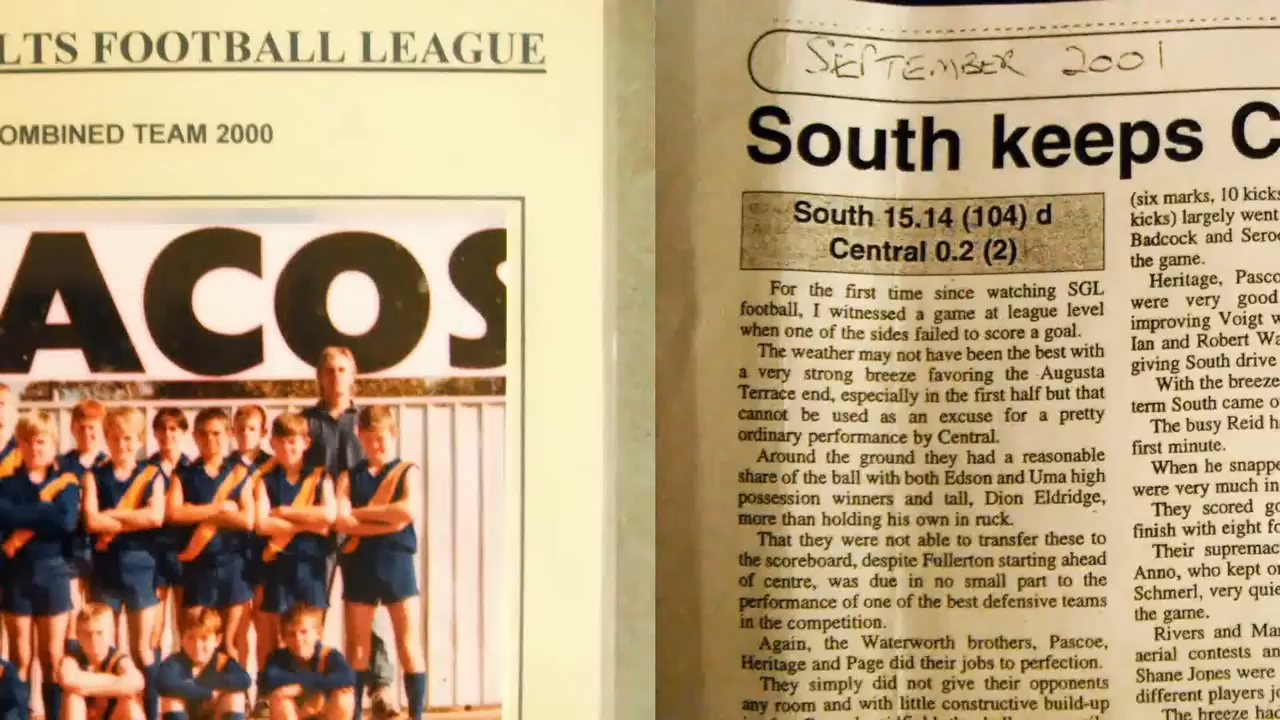 LTS FOOTBALL LEAGUE
OMBINED TEAM 2000
ACOS
SEPTEMBER 2001
South keeps C
South 15.14 (104) d
Central 0.2 (2)
For the first time since watching SGL
football, I witnessed a game at league level
when one of the sides failed to score a goal.
The weather may not have been the best with
a very strong breeze favoring the Augusta
Terrace end, especially in the first half but that
cannot be used as an excuse for a pretty
ordinary performance by Central.
Around the ground they had a reasonable
share of the ball with both Edson and Uma high
possession winners and tall, Dion Eldridge,
more than holding his own in ruck.
That they were not able to transfer these to
the scoreboard, despite Fullerton starting ahead
of centre, was due in no small part to the
performance of one of the best defensive teams
in the competition.
Again, the Waterworth brothers, Pascoe,
Heritage and Page did their jobs to perfection.
They simply did not give their opponents
any room and with little constructive build-up
(six marks, 10 kicks
kicks) largely went
Badcock and Sero
the game.
Heritage, Pasco
were very good
improving Voigt w
Ian and Robert Wa
giving South drive
With the breeze
term South came o
The busy Reid h
first minute.
When he snappe
were very much in
They scored go
finish with eight fo
Their supremac
Anno, who kept on
Schmerl, very quie
the game.
Rivers and Mar
aerial contests an
Shane Jones were
different players jo
The breeze had